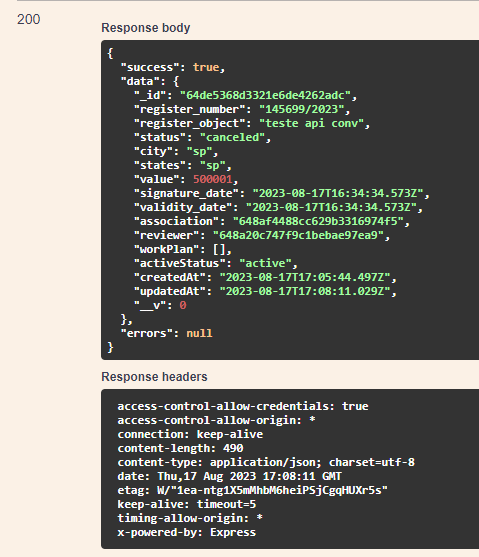 200
Response body
{
  "success": true,
  "data": {
    "_id": "64de5368d3321e6de4262adc",
    "register_number": "145699/2023",
    "register_object": "teste api conv",
    "status": "canceled",
    "city": "sp",
    "states": "sp",
    "value": 500001,
    "signature_date": "2023-08-17T16:34:34.573Z",
    "validity_date": "2023-08-17T16:34:34.573Z",
    "association": "648af4488cc629b3316974f5",
    "reviewer": "648a20c747f9c1bebae97ea9",
    "workPlan": [],
    "activeStatus": "active",
    "createdAt": "2023-08-17T17:05:44.497Z",
    "updatedAt": "2023-08-17T17:08:11.029Z",
    "__v": 0
  },
  "errors": null
}
Response headers
access-control-allow-credentials: true
access-control-allow-origin: *
connection: keep-alive
content-length: 490
content-type: application/json; charset=utf-8
date: Thu,17 Aug 2023 17:08:11 GMT
etag: W/"1ea-ntg1X5mMhbM6heiPSjCgqHUXr5s"
keep-alive: timeout=5
timing-allow-origin: *
x-powered-by: Express